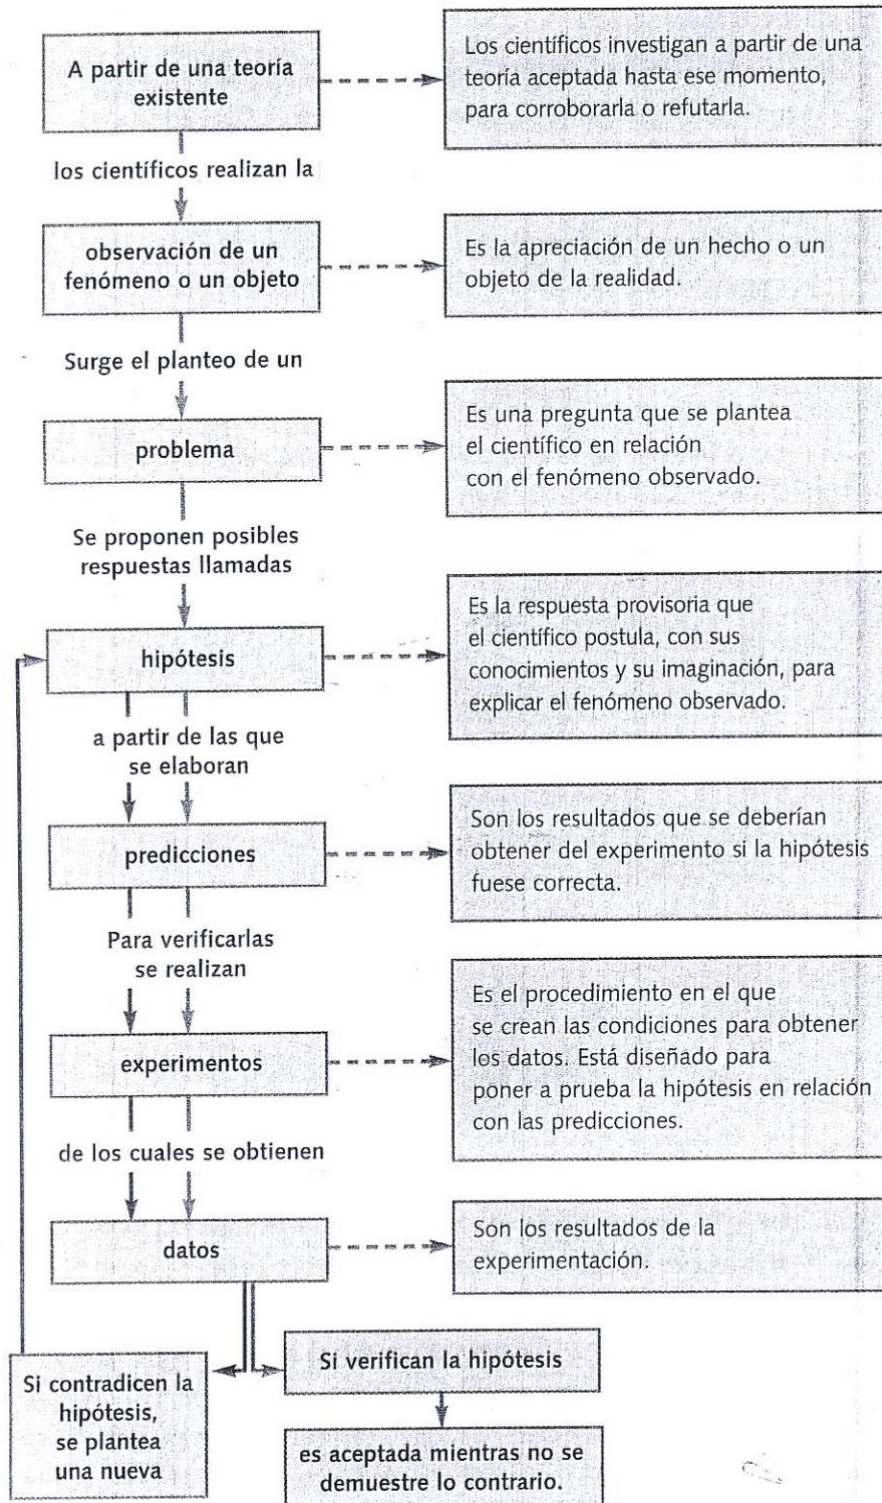 A partir de una teoría
existente
Los científicos investigan a partir de una
teoría aceptada hasta ese momento,
para corroborarla o refutarla.
los científicos realizan la
observación de un
fenómeno o un objeto
Es la apreciación de un hecho o un
objeto de la realidad.
Surge el planteo de un
problema
Es una pregunta que se plantea
el científico en relación
con el fenómeno observado.
Se proponen posibles
respuestas llamadas
hipótesis
Es la respuesta provisoria que
el científico postula, con sus
conocimientos y su imaginación, para
explicar el fenómeno observado.
a partir de las que
se elaboran
predicciones
Son los resultados que se deberían
obtener del experimento si la hipótesis
fuese correcta.
Para verificarlas
se realizan
experimentos
Es el procedimiento en el que
se crean las condiciones para obtener
los datos. Está diseñado para
poner a prueba la hipótesis en relación
con las predicciones.
de los cuales se obtienen
datos
Son los resultados de la
experimentación.
Si contradicen la
hipótesis,
se plantea
una nueva
Si verifican la hipótesis
es aceptada mientras no se
demuestre lo contrario.